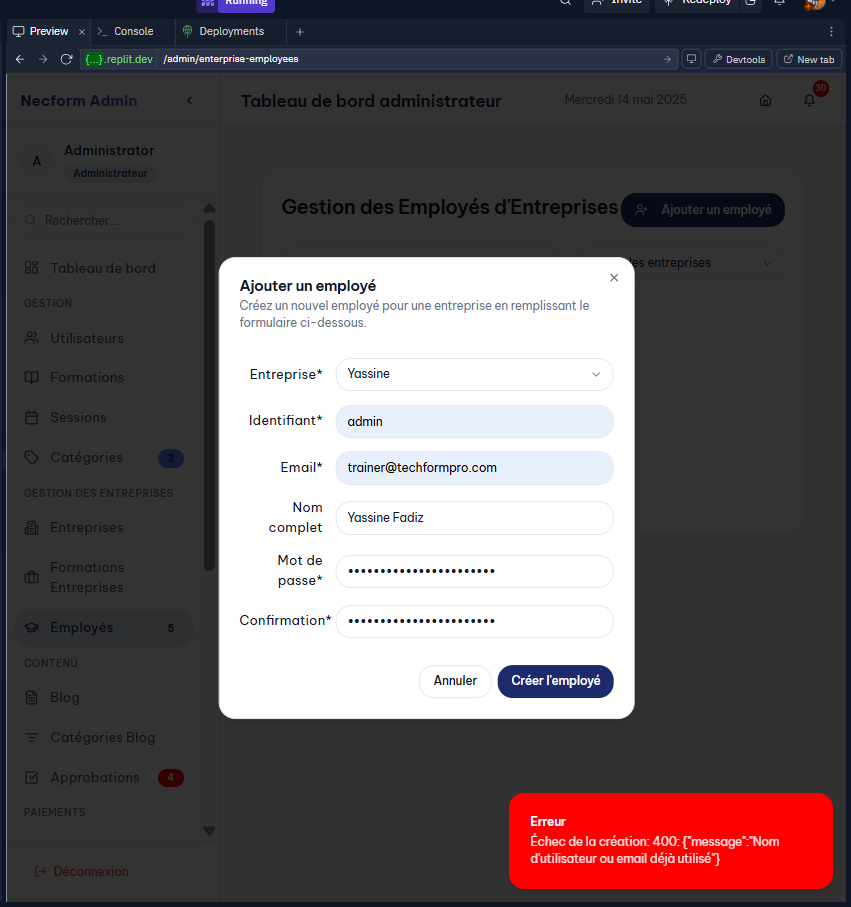 Running
Invite
Redeploy
Preview
Console
Deployments
{...}.replit.dev
/admin/enterprise-employees
Devtools
New tab
Necform Admin
Tableau de bord administrateur
Mercredi 14 mai 2025
30
A
Administrator
Administrateur
Rechercher...
Gestion des Employés d'Entreprises
Ajouter un employé
des entreprises
Tableau de bord
GESTION
Utilisateurs
Formations
Sessions
Catégories
3
GESTION DES ENTREPRISES
Entreprises
Formations
Entreprises
Employés
5
CONTENU
Blog
Catégories Blog
Approbations
4
PAIEMENTS
Déconnexion
Ajouter un employé
Créez un nouvel employé pour une entreprise en remplissant le
formulaire ci-dessous.
Entreprise*
Yassine
Identifiant*
admin
Email*
trainer@techformpro.com
Nom
complet
Yassine Fadiz
Mot de
passe*
•••••••••••••••••••••••
Confirmation*
•••••••••••••••••••••••
Annuler
Créer l'employé
Erreur
Échec de la création: 400: {"message":"Nom
d'utilisateur ou email déjà utilisé"}